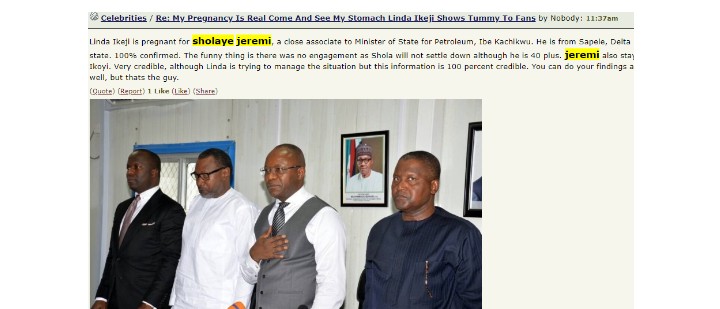 Celebrities / Re: My Pregnancy Is Real Come And See My Stomach Linda Ikeji Shows Tummy To Fans by Nobody: 11:37am
Linda Ikeji is pregnant for sholaye jeremi, a close associate to Minister of State for Petroleum, Ibe Kachikwu. He is from Sapele, Delta
state. 100% confirmed. The funny thing is there was no engagement as Shola will not settle down although he is 40 plus. jeremi also stay
Ikoyi. Very credible, although Linda is trying to manage the situation but this information is 100 percent credible. You can do your findings a
well, but thats the guy.
(Quote) (Report) 1 Like (Like) (Share)